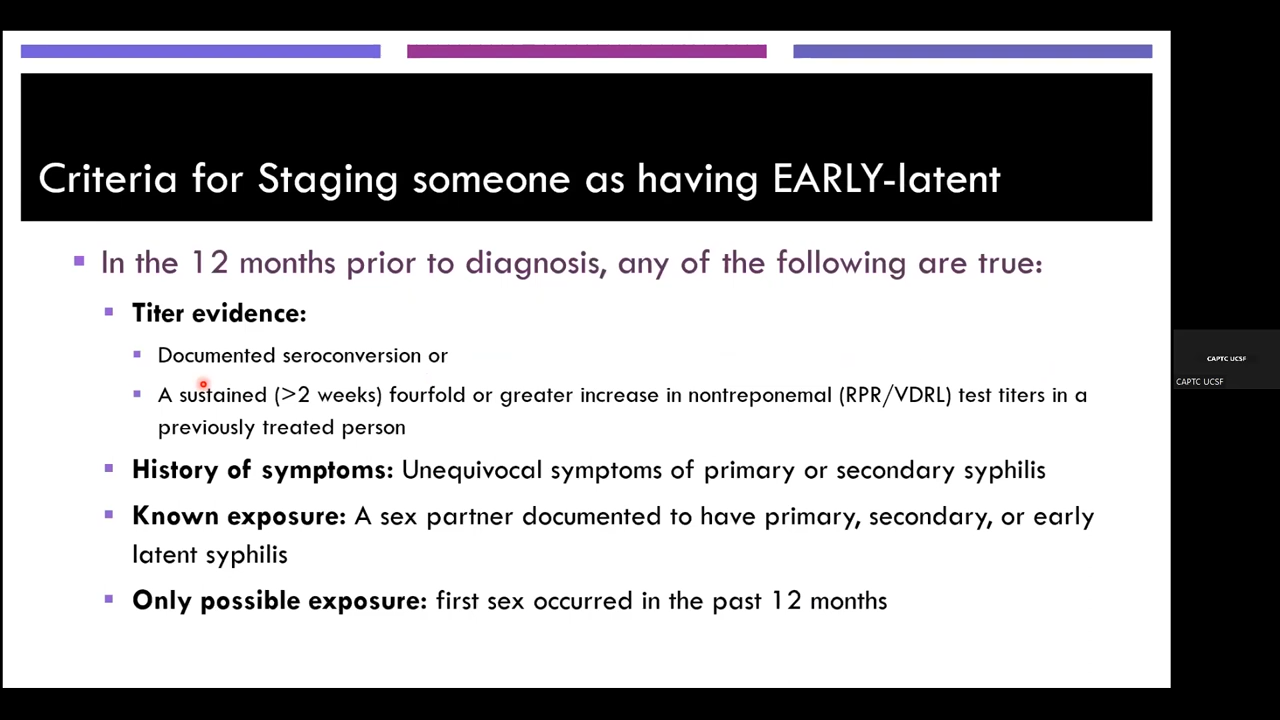 Criteria for Staging someone as having EARLY-latent
In the 12 months prior to diagnosis, any of the following are true:
Titer evidence:
Documented seroconversion or
A sustained (>2 weeks) fourfold or greater increase in nontreponemal (RPR/VDRL) test titers in a
previously treated person
History of symptoms: Unequivocal symptoms of primary or secondary syphilis
Known exposure: A sex partner documented to have primary, secondary, or early
latent syphilis
Only possible exposure: first sex occurred in the past 12 months
CAPTC UCSF
CAPTC UCSF